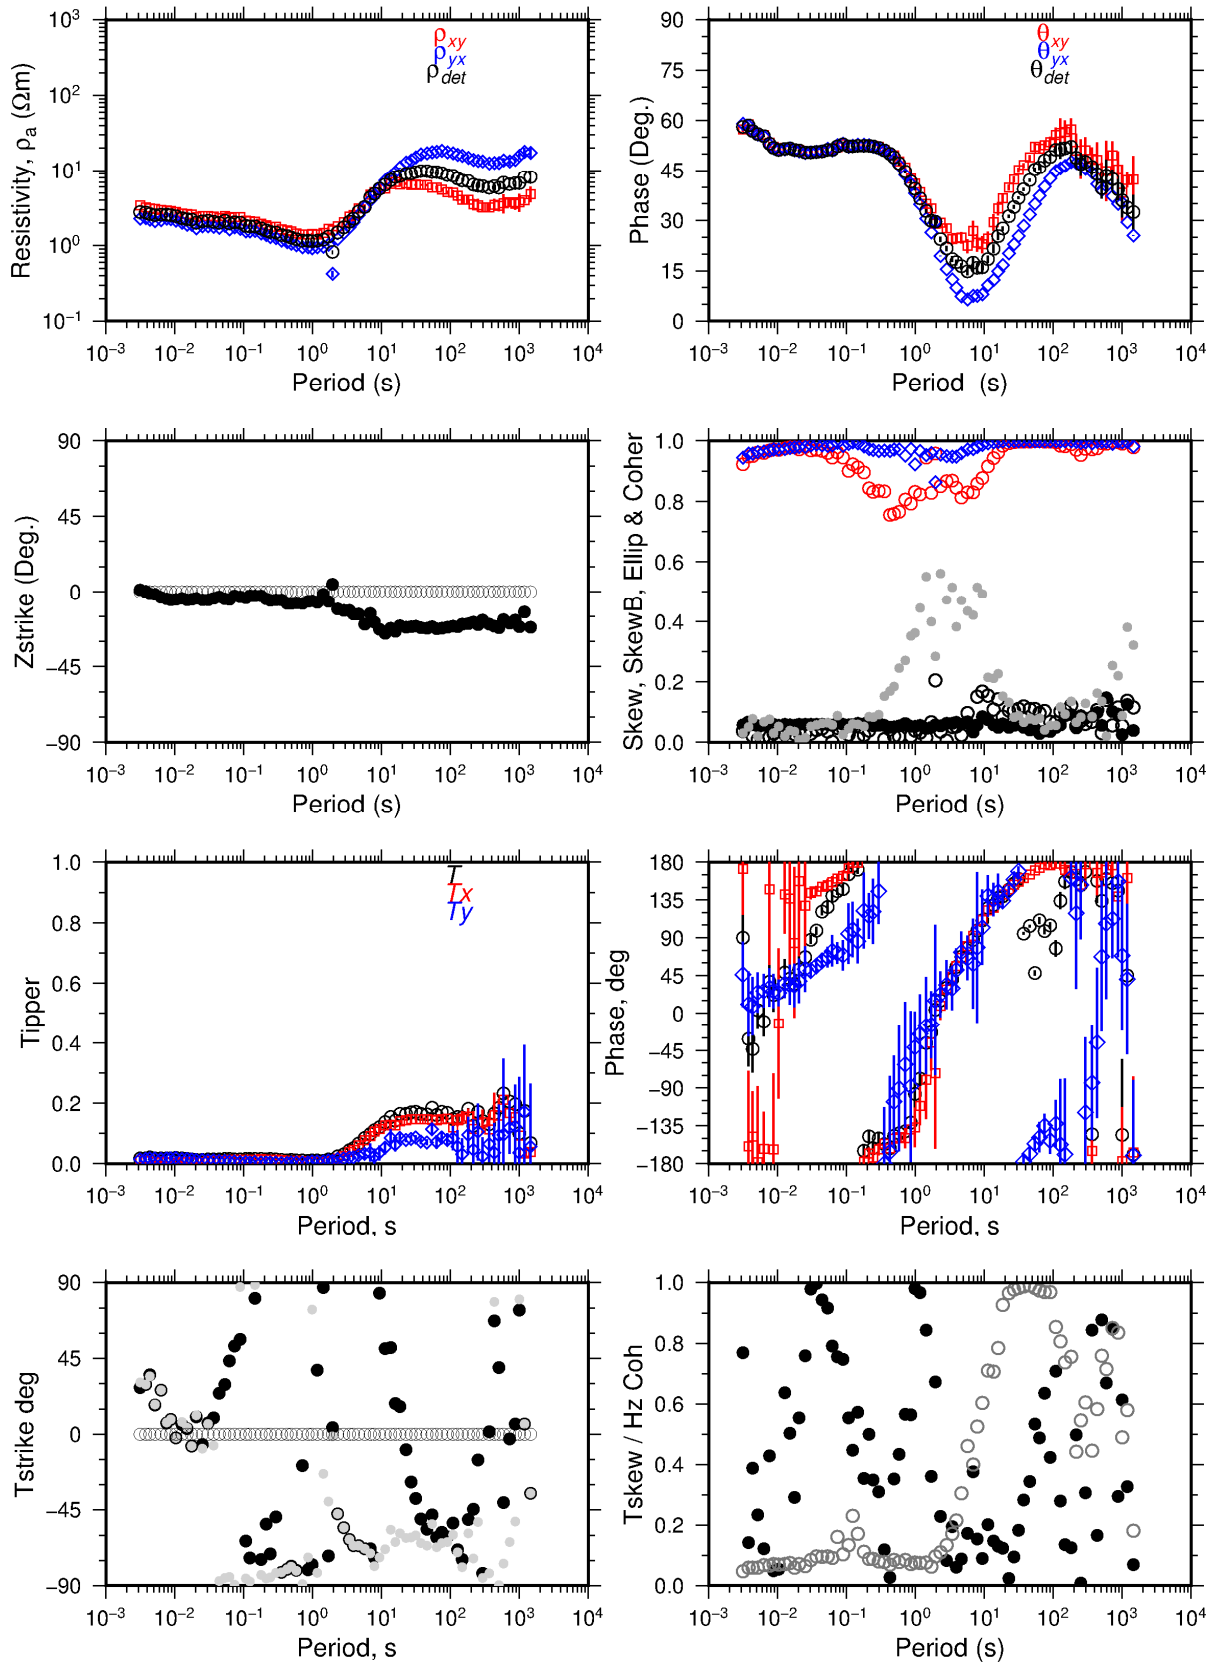 10³
10²
10¹
10⁰
10⁻¹
Resistivity, ρₐ (Ωm)
ρxy
ρyx
ρdet
10⁻³ 10⁻² 10⁻¹ 10⁰ 10¹ 10² 10³ 10⁴
Period (s)
90
75
60
45
30
15
0
Phase (Deg.)
θxy
θyx
θdet
10⁻³ 10⁻² 10⁻¹ 10⁰ 10¹ 10² 10³ 10⁴
Period (s)
90
45
0
−45
−90
Zstrike (Deg.)
10⁻³ 10⁻² 10⁻¹ 10⁰ 10¹ 10² 10³ 10⁴
Period (s)
1.0
0.8
0.6
0.4
0.2
0.0
Skew, SkewB, Ellip & Coher
10⁻³ 10⁻² 10⁻¹ 10⁰ 10¹ 10² 10³ 10⁴
Period (s)
1.0
0.8
0.6
0.4
0.2
0.0
Tipper
T
Tx
Ty
10⁻³ 10⁻² 10⁻¹ 10⁰ 10¹ 10² 10³ 10⁴
Period, s
180
135
90
45
0
−45
−90
−135
−180
Phase, deg
10⁻³ 10⁻² 10⁻¹ 10⁰ 10¹ 10² 10³ 10⁴
Period, s
90
45
0
−45
−90
Tstrike deg
10⁻³ 10⁻² 10⁻¹ 10⁰ 10¹ 10² 10³ 10⁴
Period, s
1.0
0.8
0.6
0.4
0.2
0.0
Tskew / Hz Coh
10⁻³ 10⁻² 10⁻¹ 10⁰ 10¹ 10² 10³ 10⁴
Period (s)